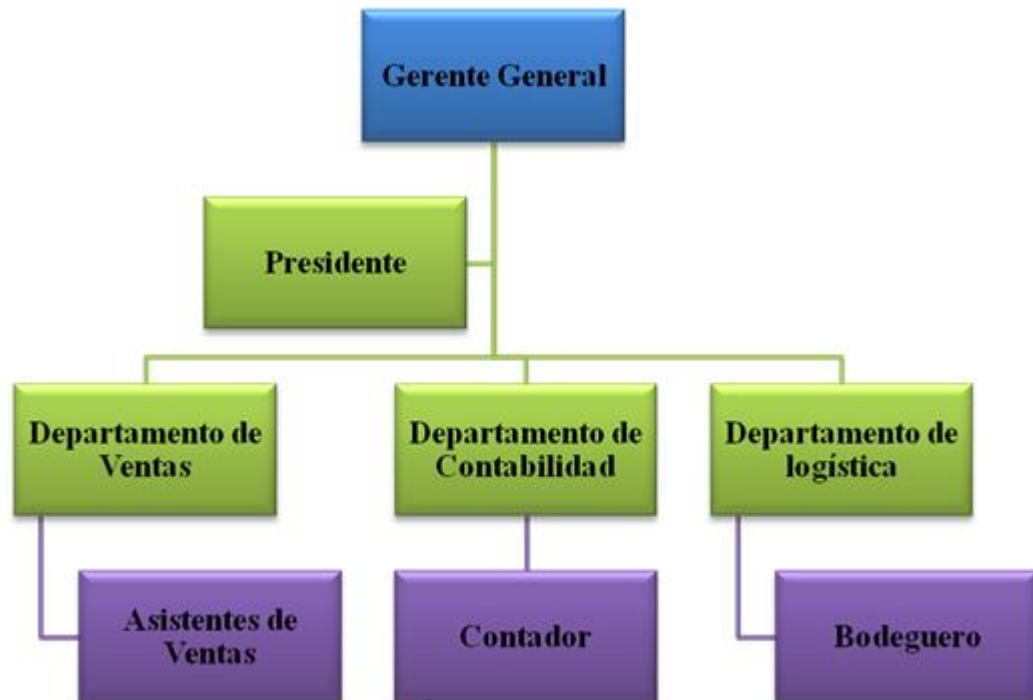 Gerente General
Presidente
Departamento de
Ventas
Departamento de
Contabilidad
Departamento de
logística
Asistentes de
Ventas
Contador
Bodeguero